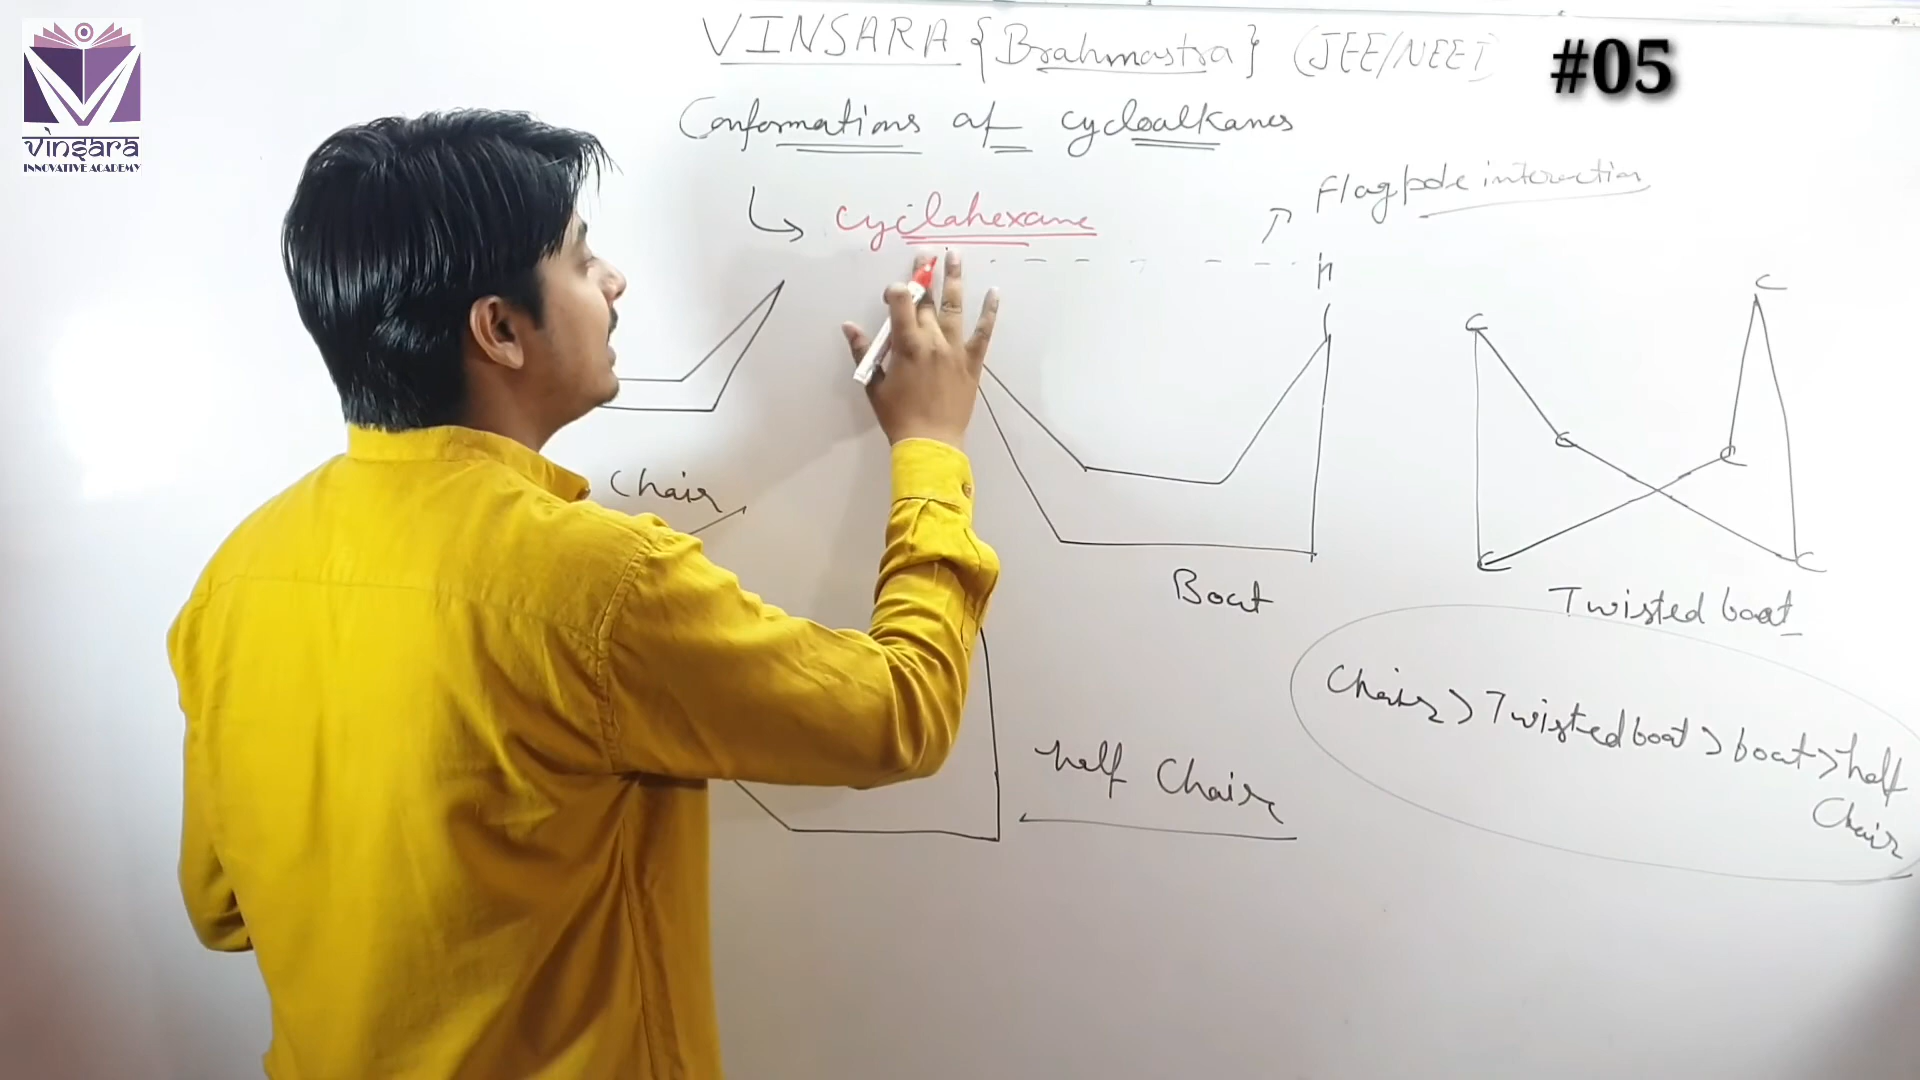 vinsara
INNOVATIVE ACADEMY
VINSARA {Brahmastra} (JEE/NEET)
#05
Conformations of cycloalkanes
Flagpole interaction
cyclohexane
H
C
C
C
C
C
C
Chair
Boat
Twisted boat
Chair > Twisted boat > boat > half
Chair
half Chair